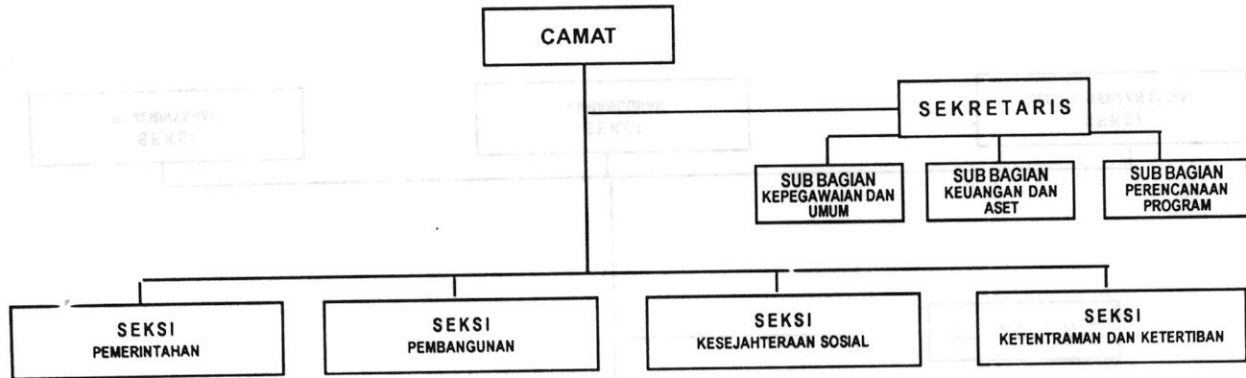 CAMAT
SEKRETARIS
SUB BAGIAN
KEPEGAWAIAN DAN
UMUM
SUB BAGIAN
KEUANGAN DAN
ASET
SUB BAGIAN
PERENCANAAN
PROGRAM
SEKSI
PEMERINTAHAN
SEKSI
PEMBANGUNAN
SEKSI
KESEJAHTERAAN SOSIAL
SEKSI
KETENTRAMAN DAN KETERTIBAN